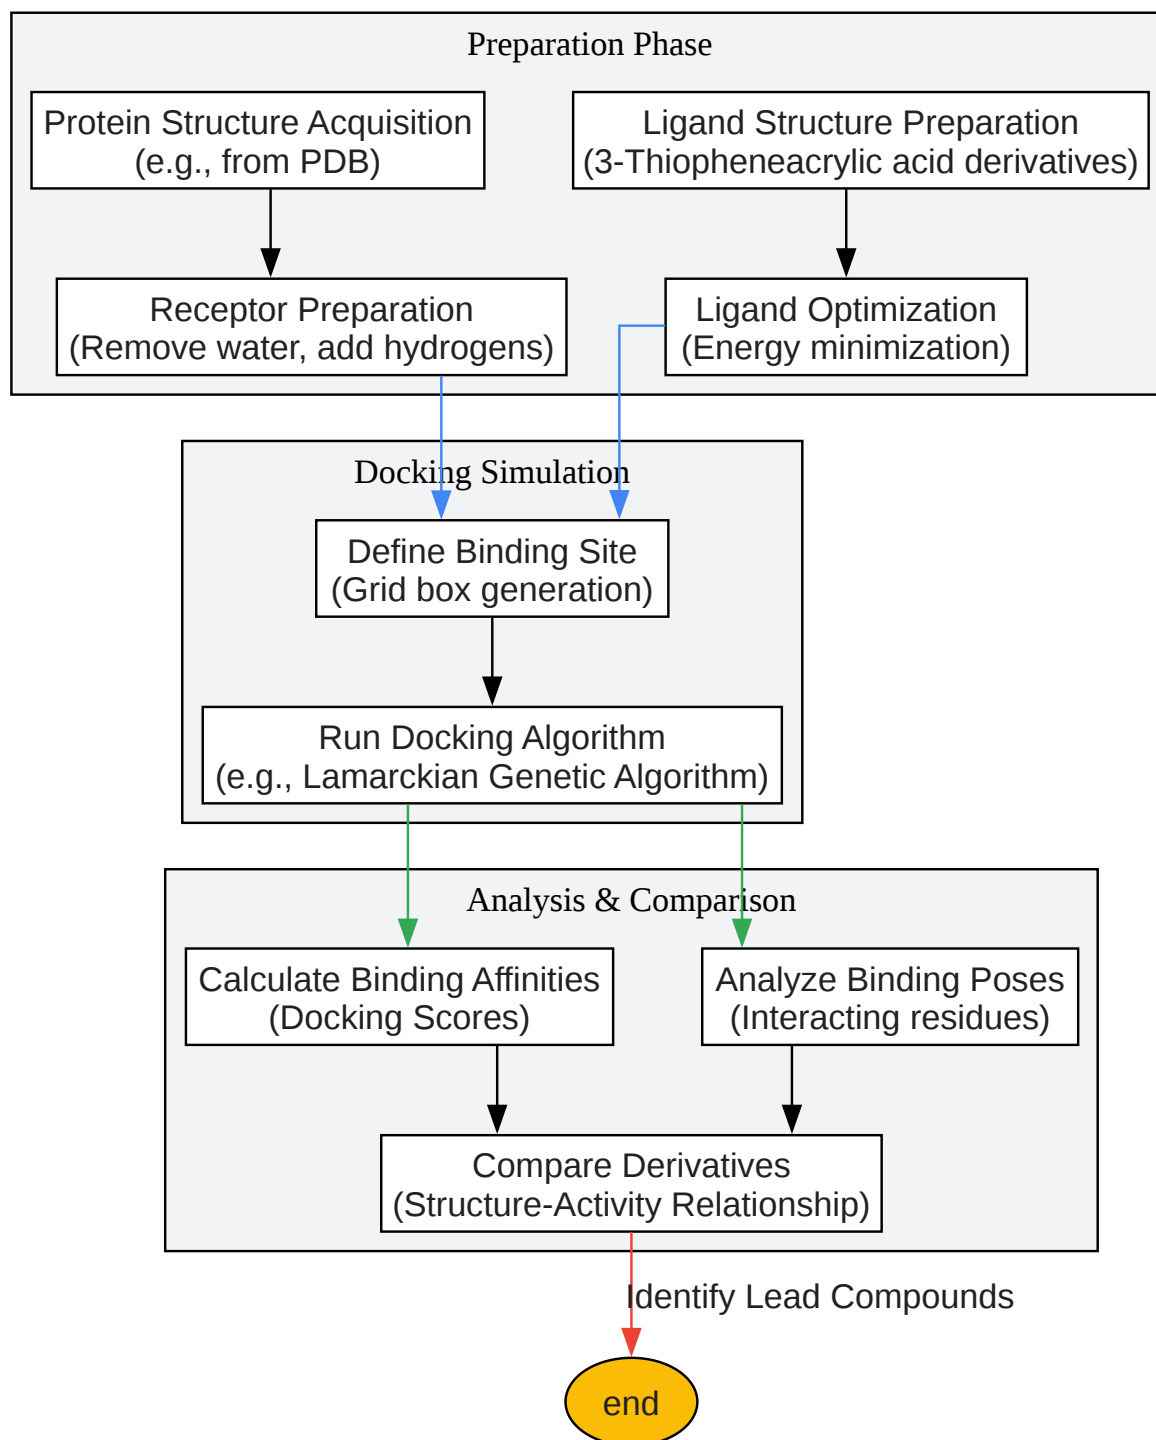 Preparation Phase
Protein Structure Acquisition
(e.g., from PDB)
Ligand Structure Preparation
(3-Thiopheneacrylic acid derivatives)
Receptor Preparation
(Remove water, add hydrogens)
Ligand Optimization
(Energy minimization)
Docking Simulation
Define Binding Site
(Grid box generation)
Run Docking Algorithm
(e.g., Lamarckian Genetic Algorithm)
Analysis & Comparison
Calculate Binding Affinities
(Docking Scores)
Analyze Binding Poses
(Interacting residues)
Compare Derivatives
(Structure-Activity Relationship)
Identify Lead Compounds
end